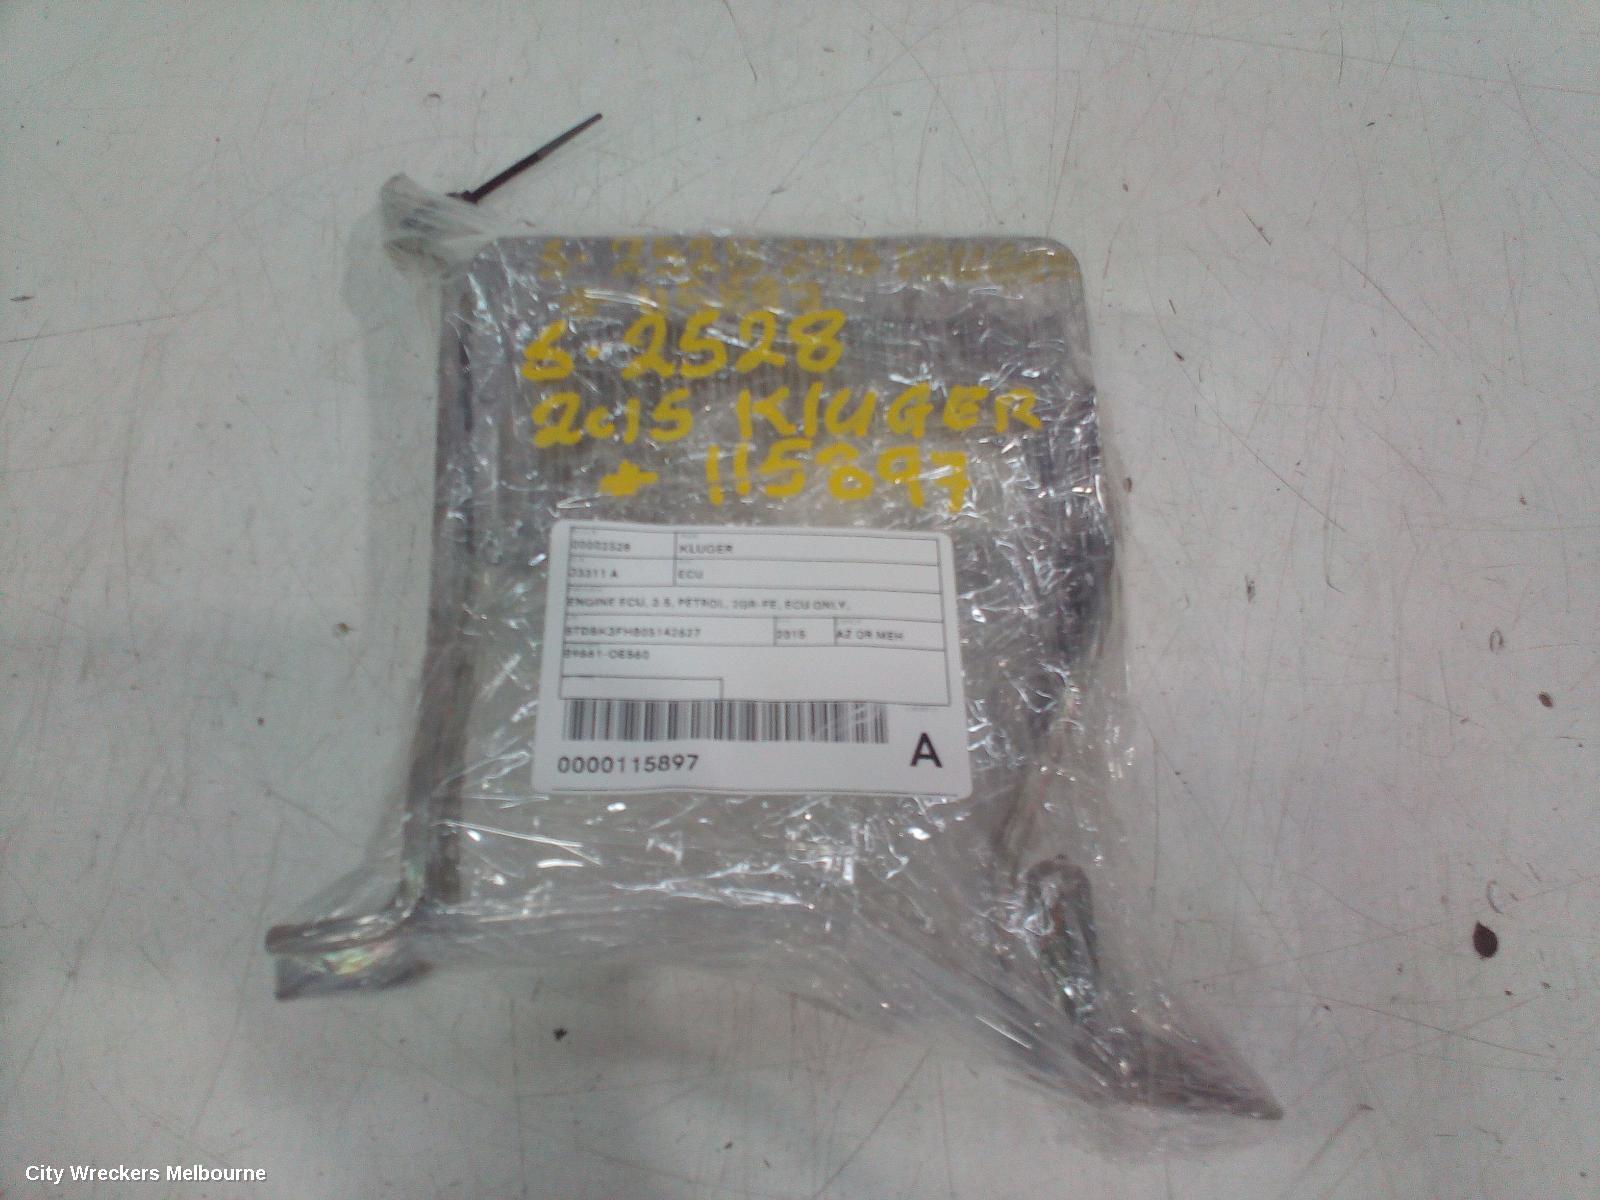 S·2528
2015 KLUGER
115897
00002528
KLUGER
ECU
ENGINE ECU, 3.5, PETROL, 2GR-FE, ECU ONLY,
2015
AZ OR MEH
0000115897
A
City Wreckers Melbourne